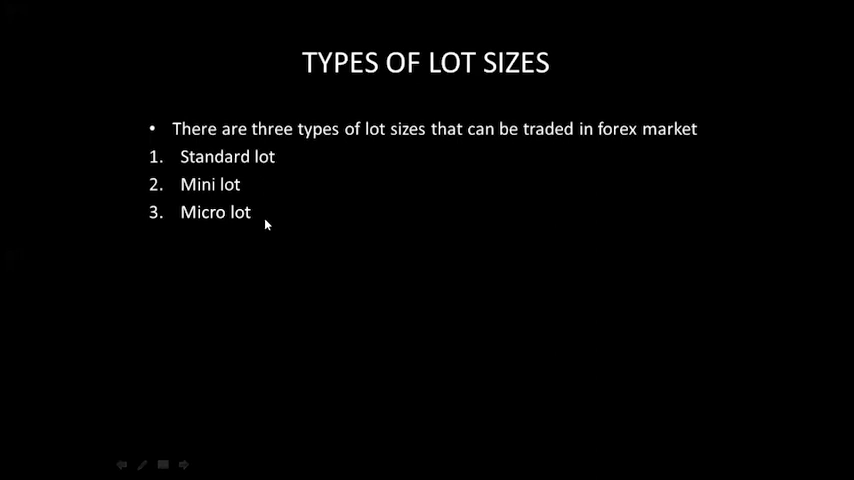 TYPES OF LOT SIZES
• There are three types of lot sizes that can be traded in forex market
1. Standard lot
2. Mini lot
3. Micro lot